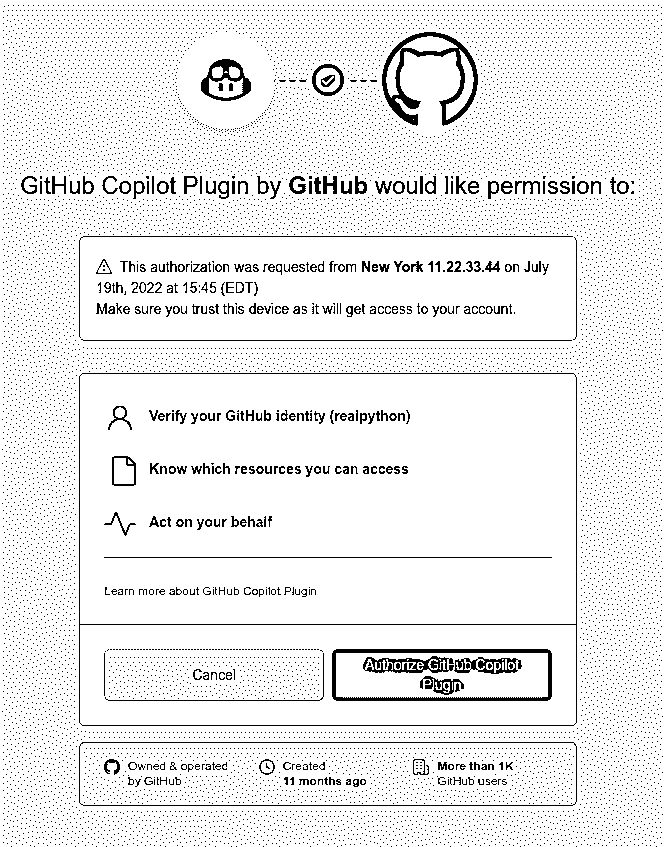 GitHub Copilot Plugin by GitHub would like permission to:
This authorization was requested from New York 11.22.33.44 on July
19th, 2022 at 15:45 (EDT)
Make sure you trust this device as it will get access to your account.
Verify your GitHub identity (realpython)
Know which resources you can access
Act on your behalf
Learn more about GitHub Copilot Plugin
Cancel
Authorize GitHub Copilot
Plugin
Owned & operated
by GitHub
Created
11 months ago
More than 1K
GitHub users